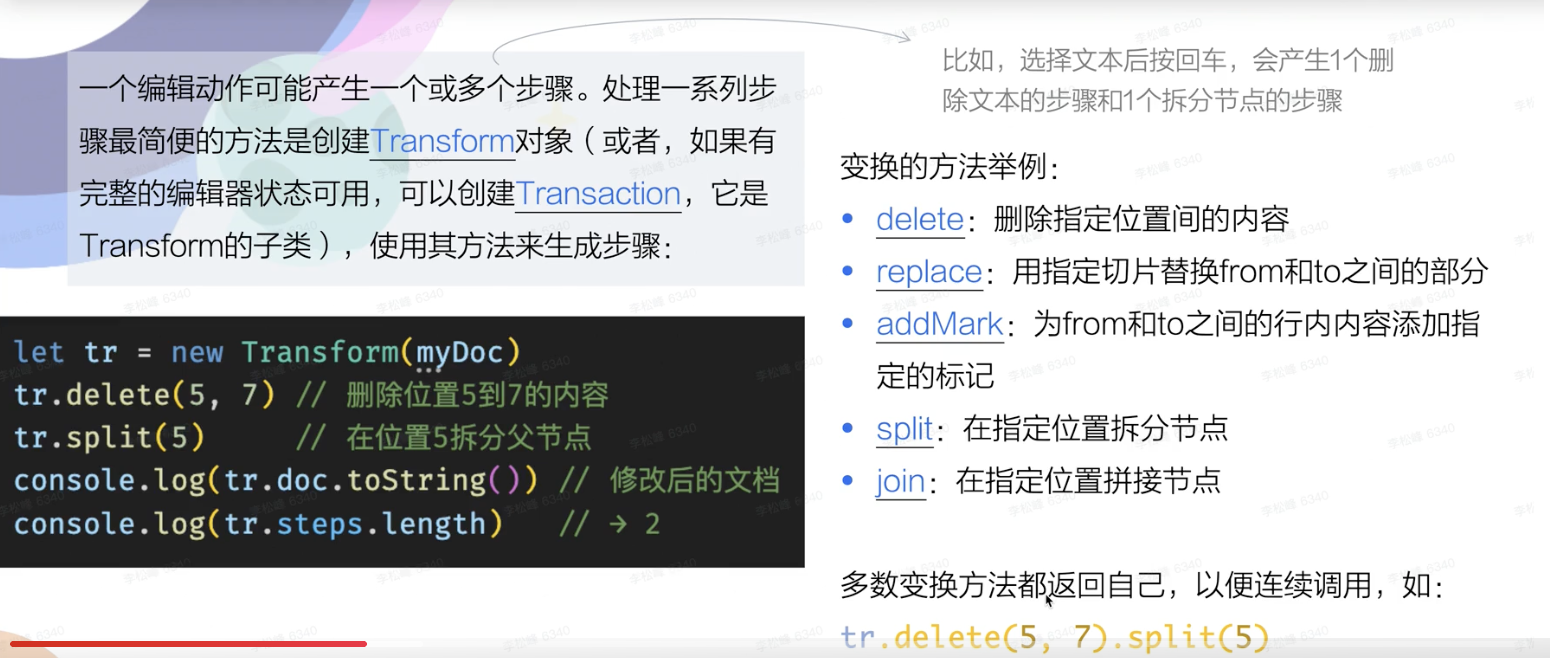 一个编辑动作可能产生一个或多个步骤。处理一系列步
骤最简便的方法是创建Transform对象（或者，如果有
完整的编辑器状态可用，可以创建Transaction，它是
Transform的子类），使用其方法来生成步骤：
let tr = new Transform(myDoc)
tr.delete(5, 7) // 删除位置5到7的内容
tr.split(5) // 在位置5拆分父节点
console.log(tr.doc.toString()) // 修改后的文档
console.log(tr.steps.length) // → 2
比如，选择文本后按回车，会产生1个删
除文本的步骤和1个拆分节点的步骤
变换的方法举例：
• delete：删除指定位置间的内容
• replace：用指定切片替换from和to之间的部分
• addMark：为from和to之间的行内内容添加指
定的标记
• split：在指定位置拆分节点
• join：在指定位置拼接节点
多数变换方法都返回自己，以便连续调用，如：
tr.delete(5, 7).split(5)
李松峰 6340